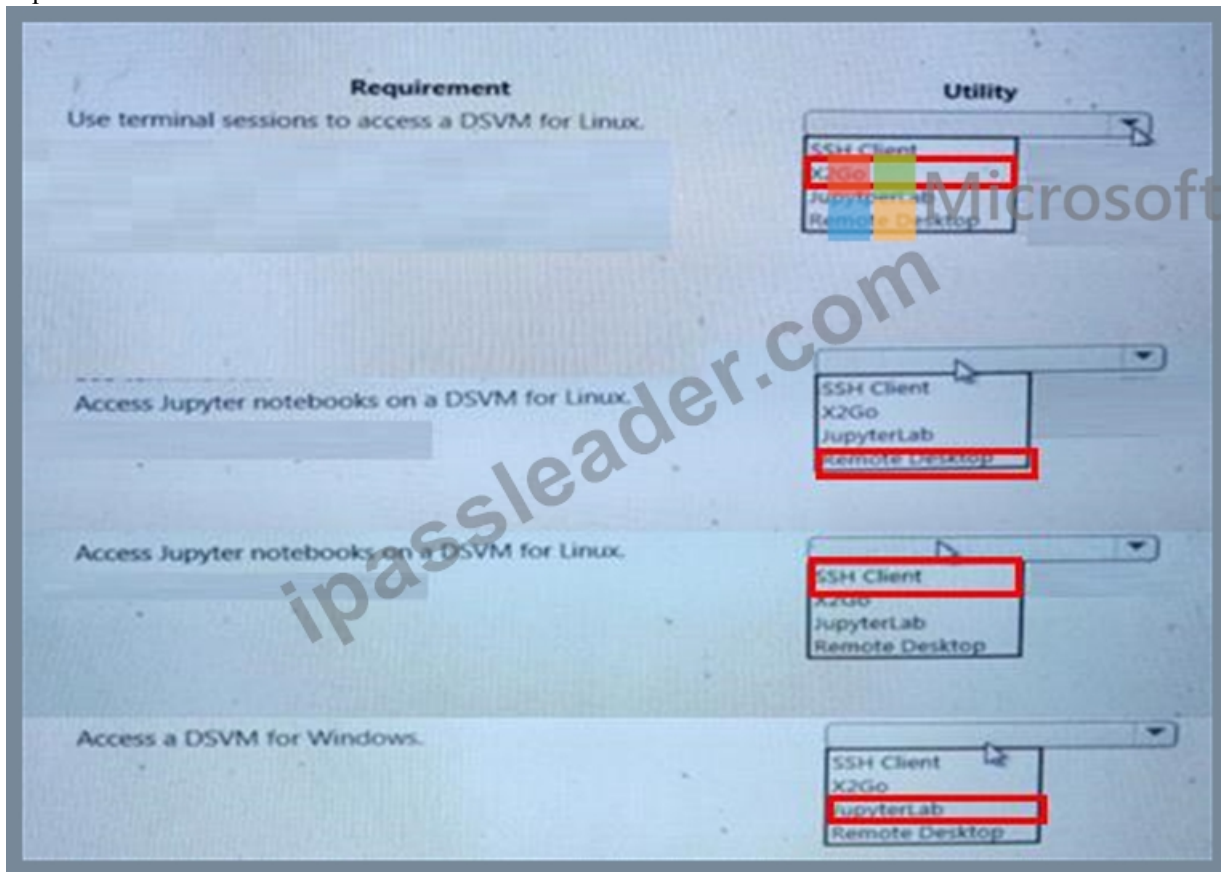 Requirement Utility
Use terminal sessions to access a DSVM for Linux.
SSH Client
X2Go
JupytperLab
Remote Desktop
Microsoft
ipassleader.com
Access Jupyter notebooks on a DSVM for Linux.
SSH Client
X2Go
JupyterLab
Remote Desktop
Access Jupyter notebooks on a DSVM for Linux.
SSH Client
X2Go
JupyterLab
Remote Desktop
Access a DSVM for Windows.
SSH Client
X2Go
JupyterLab
Remote Desktop